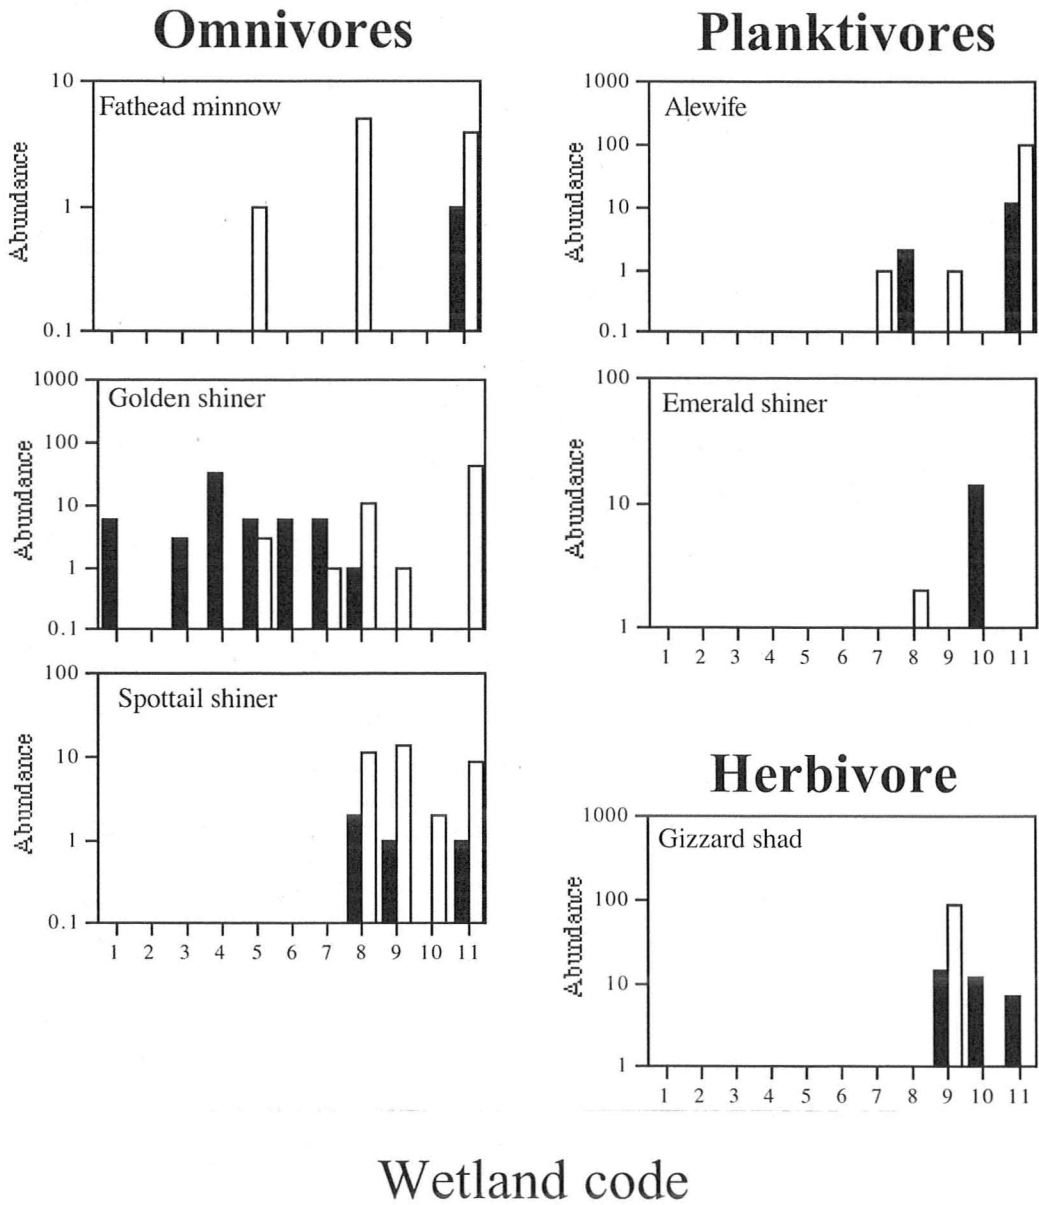 Omnivores
10
1
0.1
Abundance
Fathead minnow
1000
100
10
1
0.1
Abundance
Golden shiner
100
10
1
0.1
Abundance
Spottail shiner
1 2 3 4 5 6 7 8 9 10 11
Planktivores
1000
100
10
1
0.1
Abundance
Alewife
100
10
1
Abundance
Emerald shiner
1 2 3 4 5 6 7 8 9 10 11
Herbivore
1000
100
10
1
Abundance
Gizzard shad
1 2 3 4 5 6 7 8 9 10 11
Wetland code